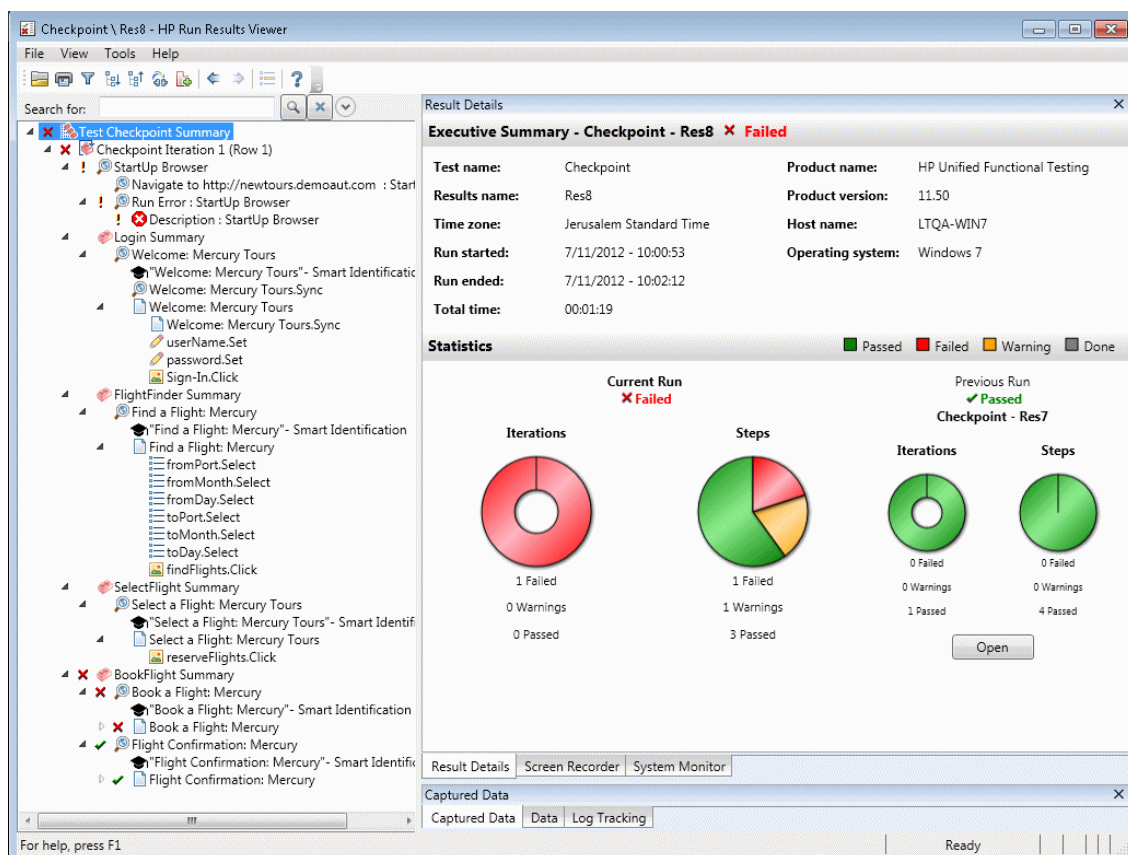 Checkpoint \ Res8 - HP Run Results Viewer
File View Tools Help
Search for:
Test Checkpoint Summary
Checkpoint Iteration 1 (Row 1)
! StartUp Browser
Navigate to http://newtours.demoaut.com : Start
! Run Error : StartUp Browser
! Description : StartUp Browser
Login Summary
Welcome: Mercury Tours
"Welcome: Mercury Tours"- Smart Identificatic
Welcome: Mercury Tours.Sync
Welcome: Mercury Tours
Welcome: Mercury Tours.Sync
userName.Set
password.Set
Sign-In.Click
FlightFinder Summary
Find a Flight: Mercury
"Find a Flight: Mercury"- Smart Identification
Find a Flight: Mercury
fromPort.Select
fromMonth.Select
fromDay.Select
toPort.Select
toMonth.Select
toDay.Select
findFlights.Click
SelectFlight Summary
Select a Flight: Mercury Tours
"Select a Flight: Mercury Tours"- Smart Identif
Select a Flight: Mercury Tours
reserveFlights.Click
BookFlight Summary
Book a Flight: Mercury
"Book a Flight: Mercury"- Smart Identification
Book a Flight: Mercury
Flight Confirmation: Mercury
"Flight Confirmation: Mercury"- Smart Identific
Flight Confirmation: Mercury
Result Details
Executive Summary - Checkpoint - Res8 Failed
Test name: Checkpoint Product name: HP Unified Functional Testing
Results name: Res8 Product version: 11.50
Time zone: Jerusalem Standard Time Host name: LTQA-WIN7
Run started: 7/11/2012 - 10:00:53 Operating system: Windows 7
Run ended: 7/11/2012 - 10:02:12
Total time: 00:01:19
Statistics Passed Failed Warning Done
Current Run
Failed
Iterations Steps
1 Failed 1 Failed
0 Warnings 1 Warnings
0 Passed 3 Passed
Previous Run
Passed
Checkpoint - Res7
Iterations Steps
0 Failed 0 Failed
0 Warnings 0 Warnings
1 Passed 4 Passed
Open
Result Details Screen Recorder System Monitor
Captured Data
Captured Data Data Log Tracking
For help, press F1 Ready